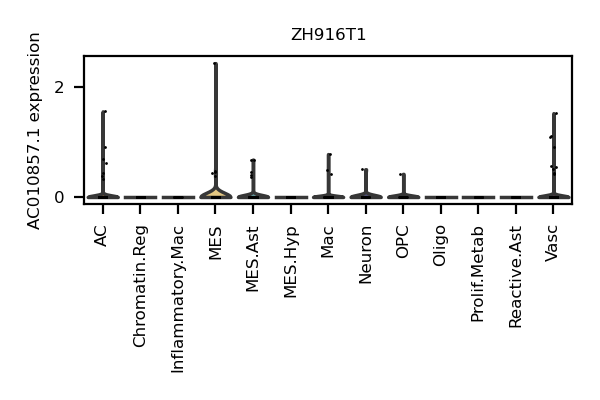 ZH916T1
AC010857.1 expression
2
0
AC
Chromatin.Reg
Inflammatory.Mac
MES
MES.Ast
MES.Hyp
Mac
Neuron
OPC
Oligo
Prolif.Metab
Reactive.Ast
Vasc